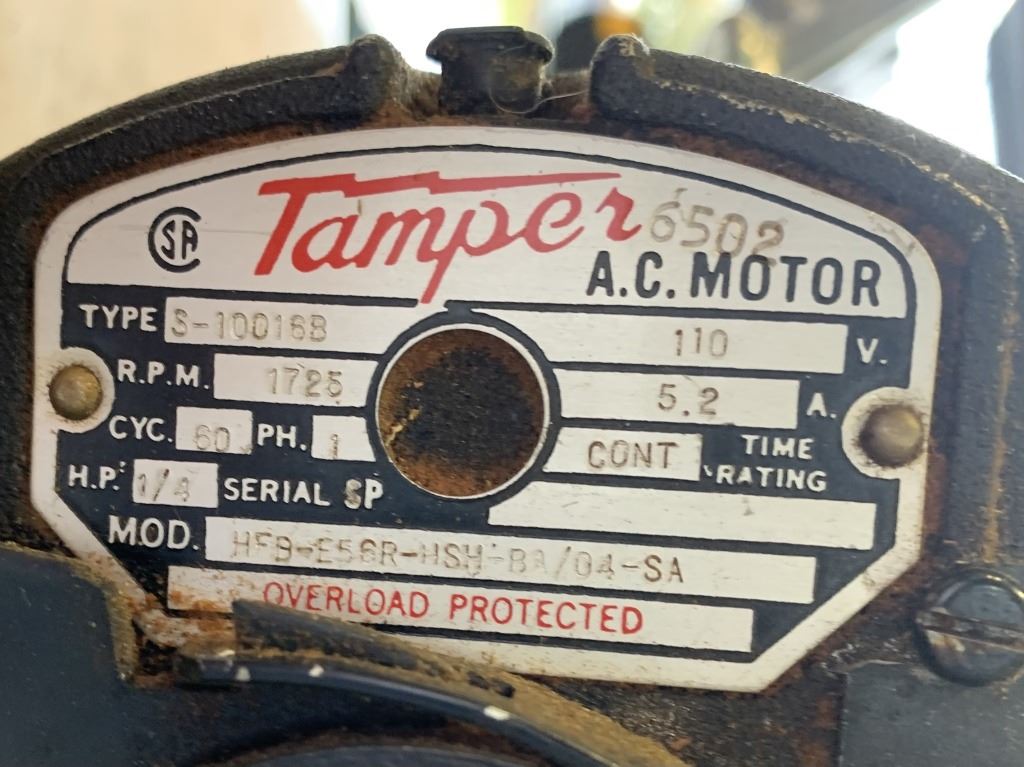 SA Tamper 6502
A.C. MOTOR
TYPE S-10016B 110 V.
R.P.M. 1725 5.2 A.
CYC. 60 PH. 1 CONT TIME RATING
H.P. 1/4 SERIAL SP
MOD. HFB-E56R-HSH-BA/04-SA
OVERLOAD PROTECTED